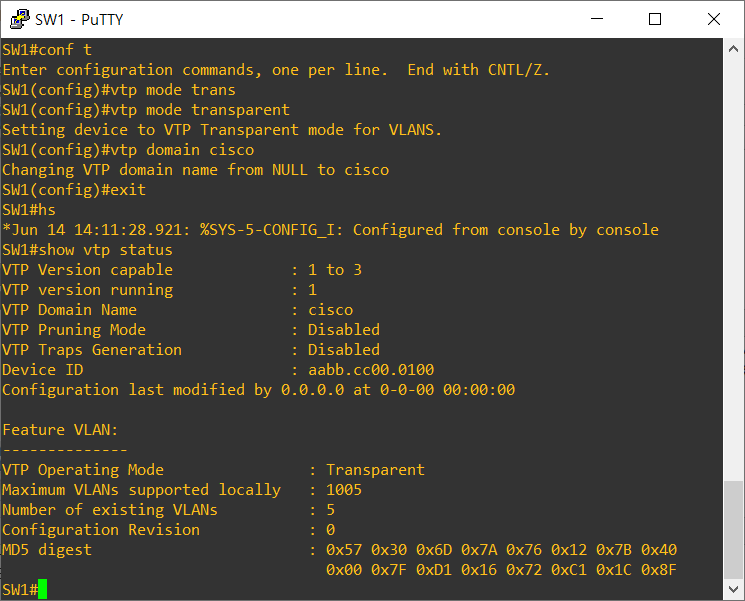 SW1 - PuTTY
SW1#conf t
Enter configuration commands, one per line.  End with CNTL/Z.
SW1(config)#vtp mode trans
SW1(config)#vtp mode transparent
Setting device to VTP Transparent mode for VLANS.
SW1(config)#vtp domain cisco
Changing VTP domain name from NULL to cisco
SW1(config)#exit
SW1#hs
*Jun 14 14:11:28.921: %SYS-5-CONFIG_I: Configured from console by console
SW1#show vtp status
VTP Version capable             : 1 to 3
VTP version running             : 1
VTP Domain Name                 : cisco
VTP Pruning Mode                : Disabled
VTP Traps Generation            : Disabled
Device ID                       : aabb.cc00.0100
Configuration last modified by 0.0.0.0 at 0-0-00 00:00:00
Feature VLAN:
--------------
VTP Operating Mode                : Transparent
Maximum VLANs supported locally   : 1005
Number of existing VLANs          : 5
Configuration Revision            : 0
MD5 digest                        : 0x57 0x30 0x6D 0x7A 0x76 0x12 0x7B 0x40
                                    0x00 0x7F 0xD1 0x16 0x72 0xC1 0x1C 0x8F
SW1#